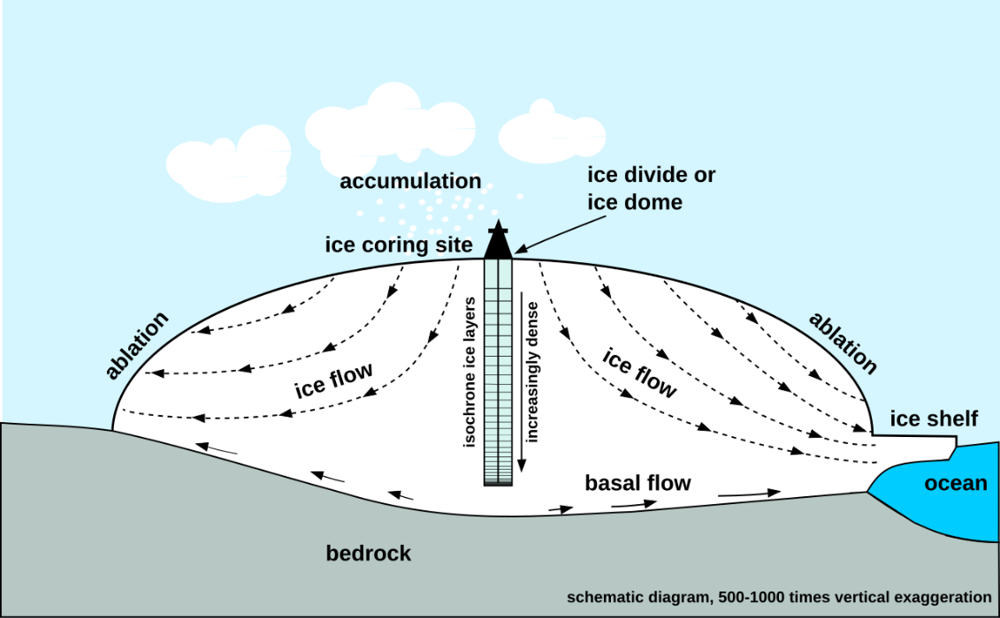 accumulation
ice divide or
ice dome
ice coring site
ablation
isochrone ice layers
increasingly dense
ablation
ice flow
ice flow
ice shelf
basal flow
ocean
bedrock
schematic diagram, 500-1000 times vertical exaggeration